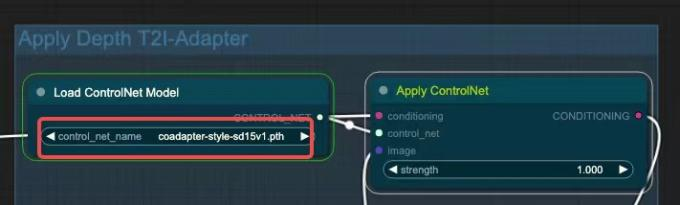 Apply Depth T2I-Adapter
Load ControlNet Model
CONTROL_NET
control_net_name coadapter-style-sd15v1.pth
Apply ControlNet
conditioning CONDITIONING
control_net
image
strength 1.000